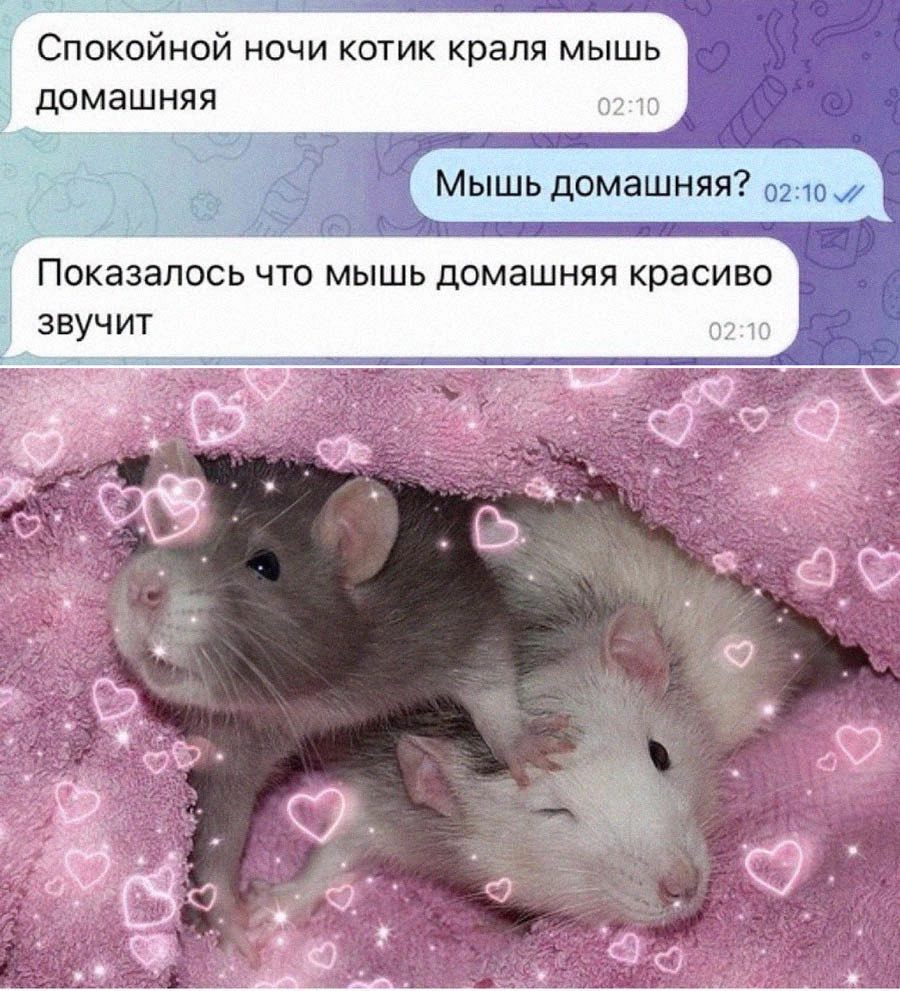 Спокойной ночи котик краля мышь
домашняя
02:10
Мышь домашняя? 02:10
Показалось что мышь домашняя красиво
звучит
02:10